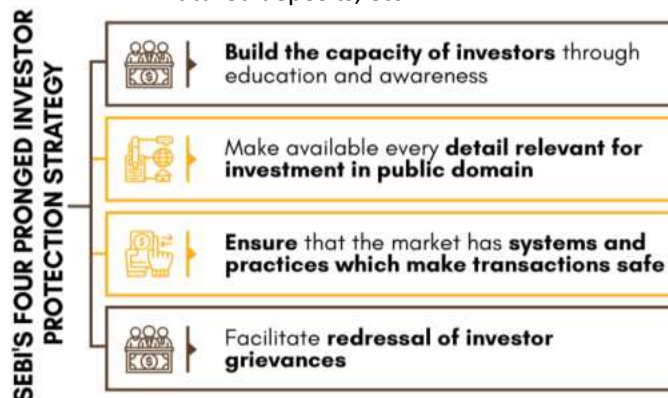 SEBI'S FOUR PRONGED INVESTOR
PROTECTION STRATEGY
Build the capacity of investors through
education and awareness
Make available every detail relevant for
investment in public domain
Ensure that the market has systems and
practices which make transactions safe
Facilitate redressal of investor
grievances